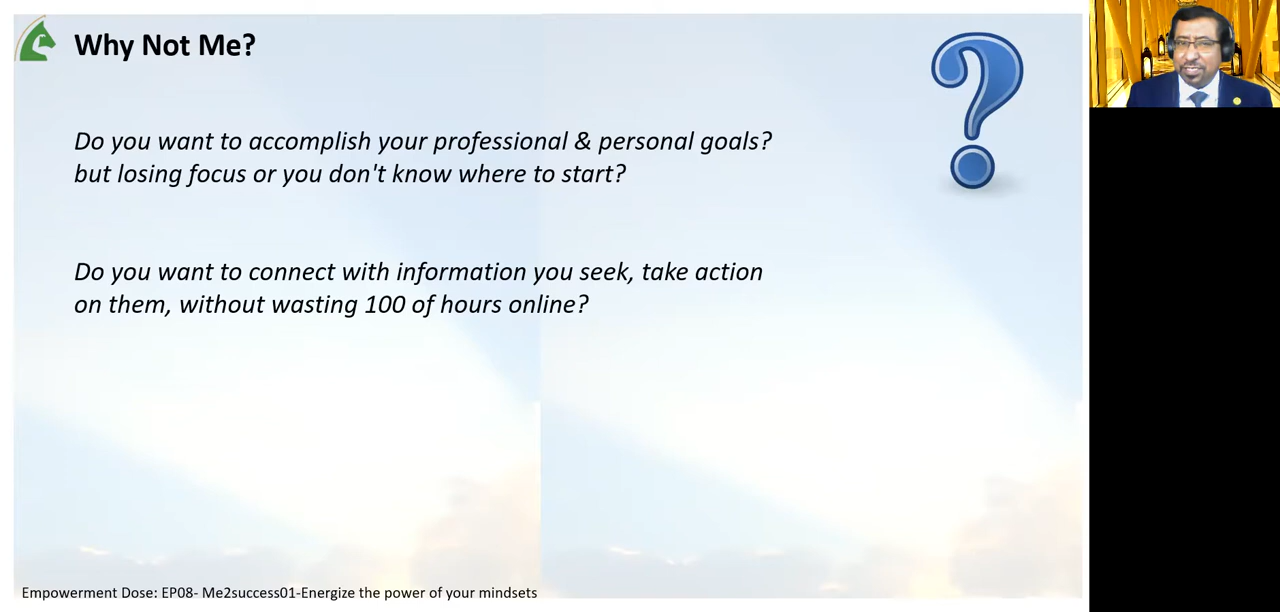 Why Not Me?
Do you want to accomplish your professional & personal goals?
but losing focus or you don't know where to start?
Do you want to connect with information you seek, take action
on them, without wasting 100 of hours online?
Empowerment Dose: EP08- Me2success01-Energize the power of your mindsets